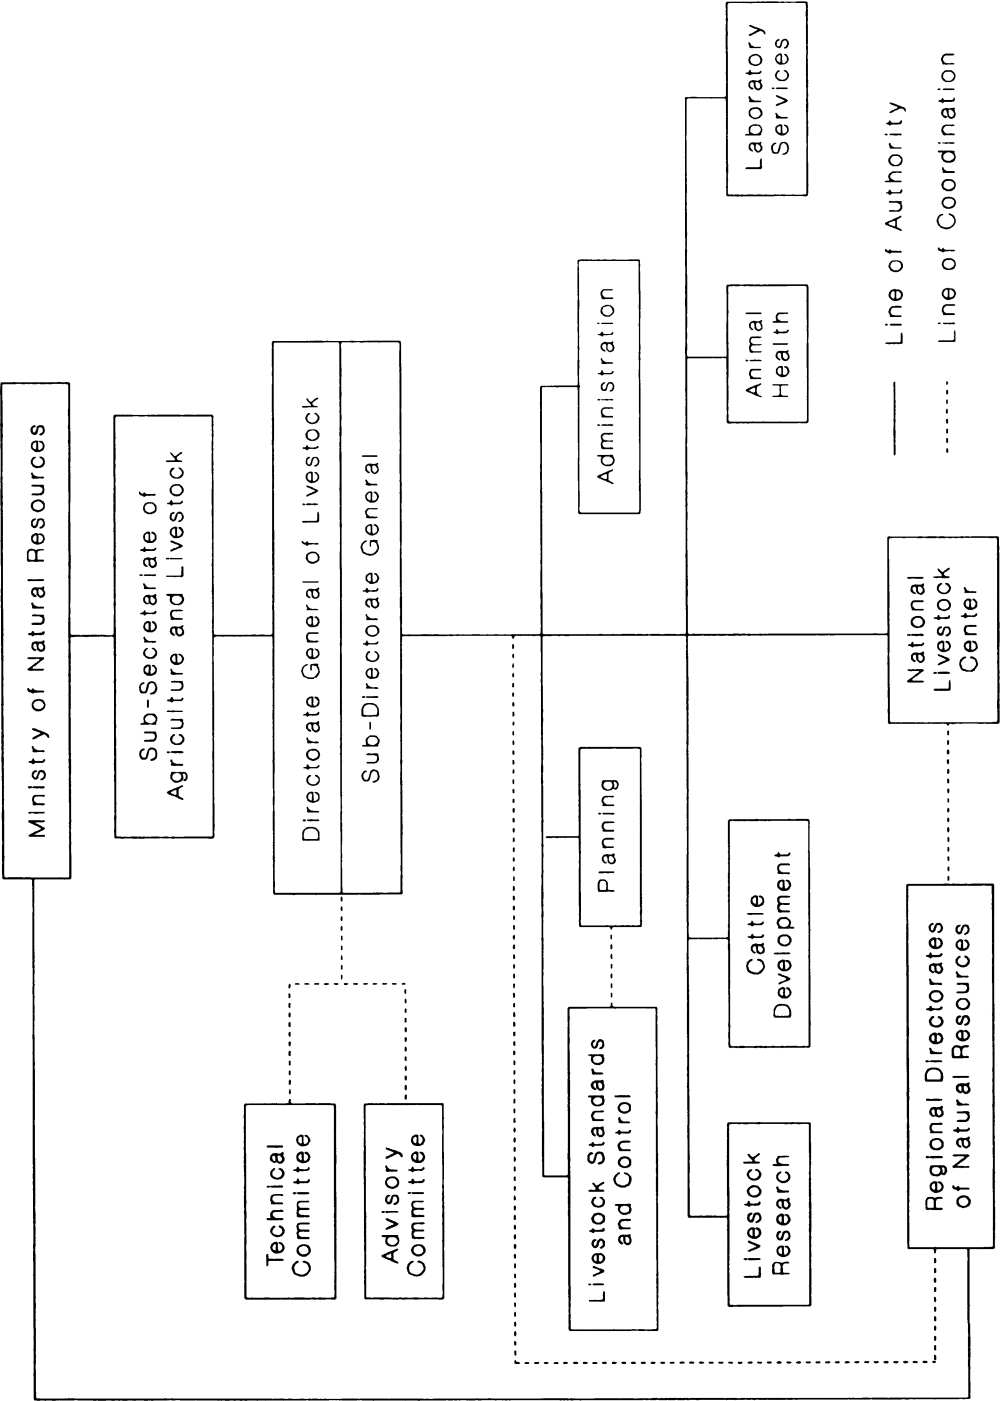 Ministry of Natural Resources
Sub-Secretariate of
Agriculture and Livestock
Directorate General of Livestock
Sub-Directorate General
Technical
Committee
Advisory
Committee
Livestock Standards
and Control
Planning
Administration
Livestock
Research
Cattle
Development
Animal
Health
Laboratory
Services
Regional Directorates
of Natural Resources
National
Livestock
Center
Line of Authority
Line of Coordination